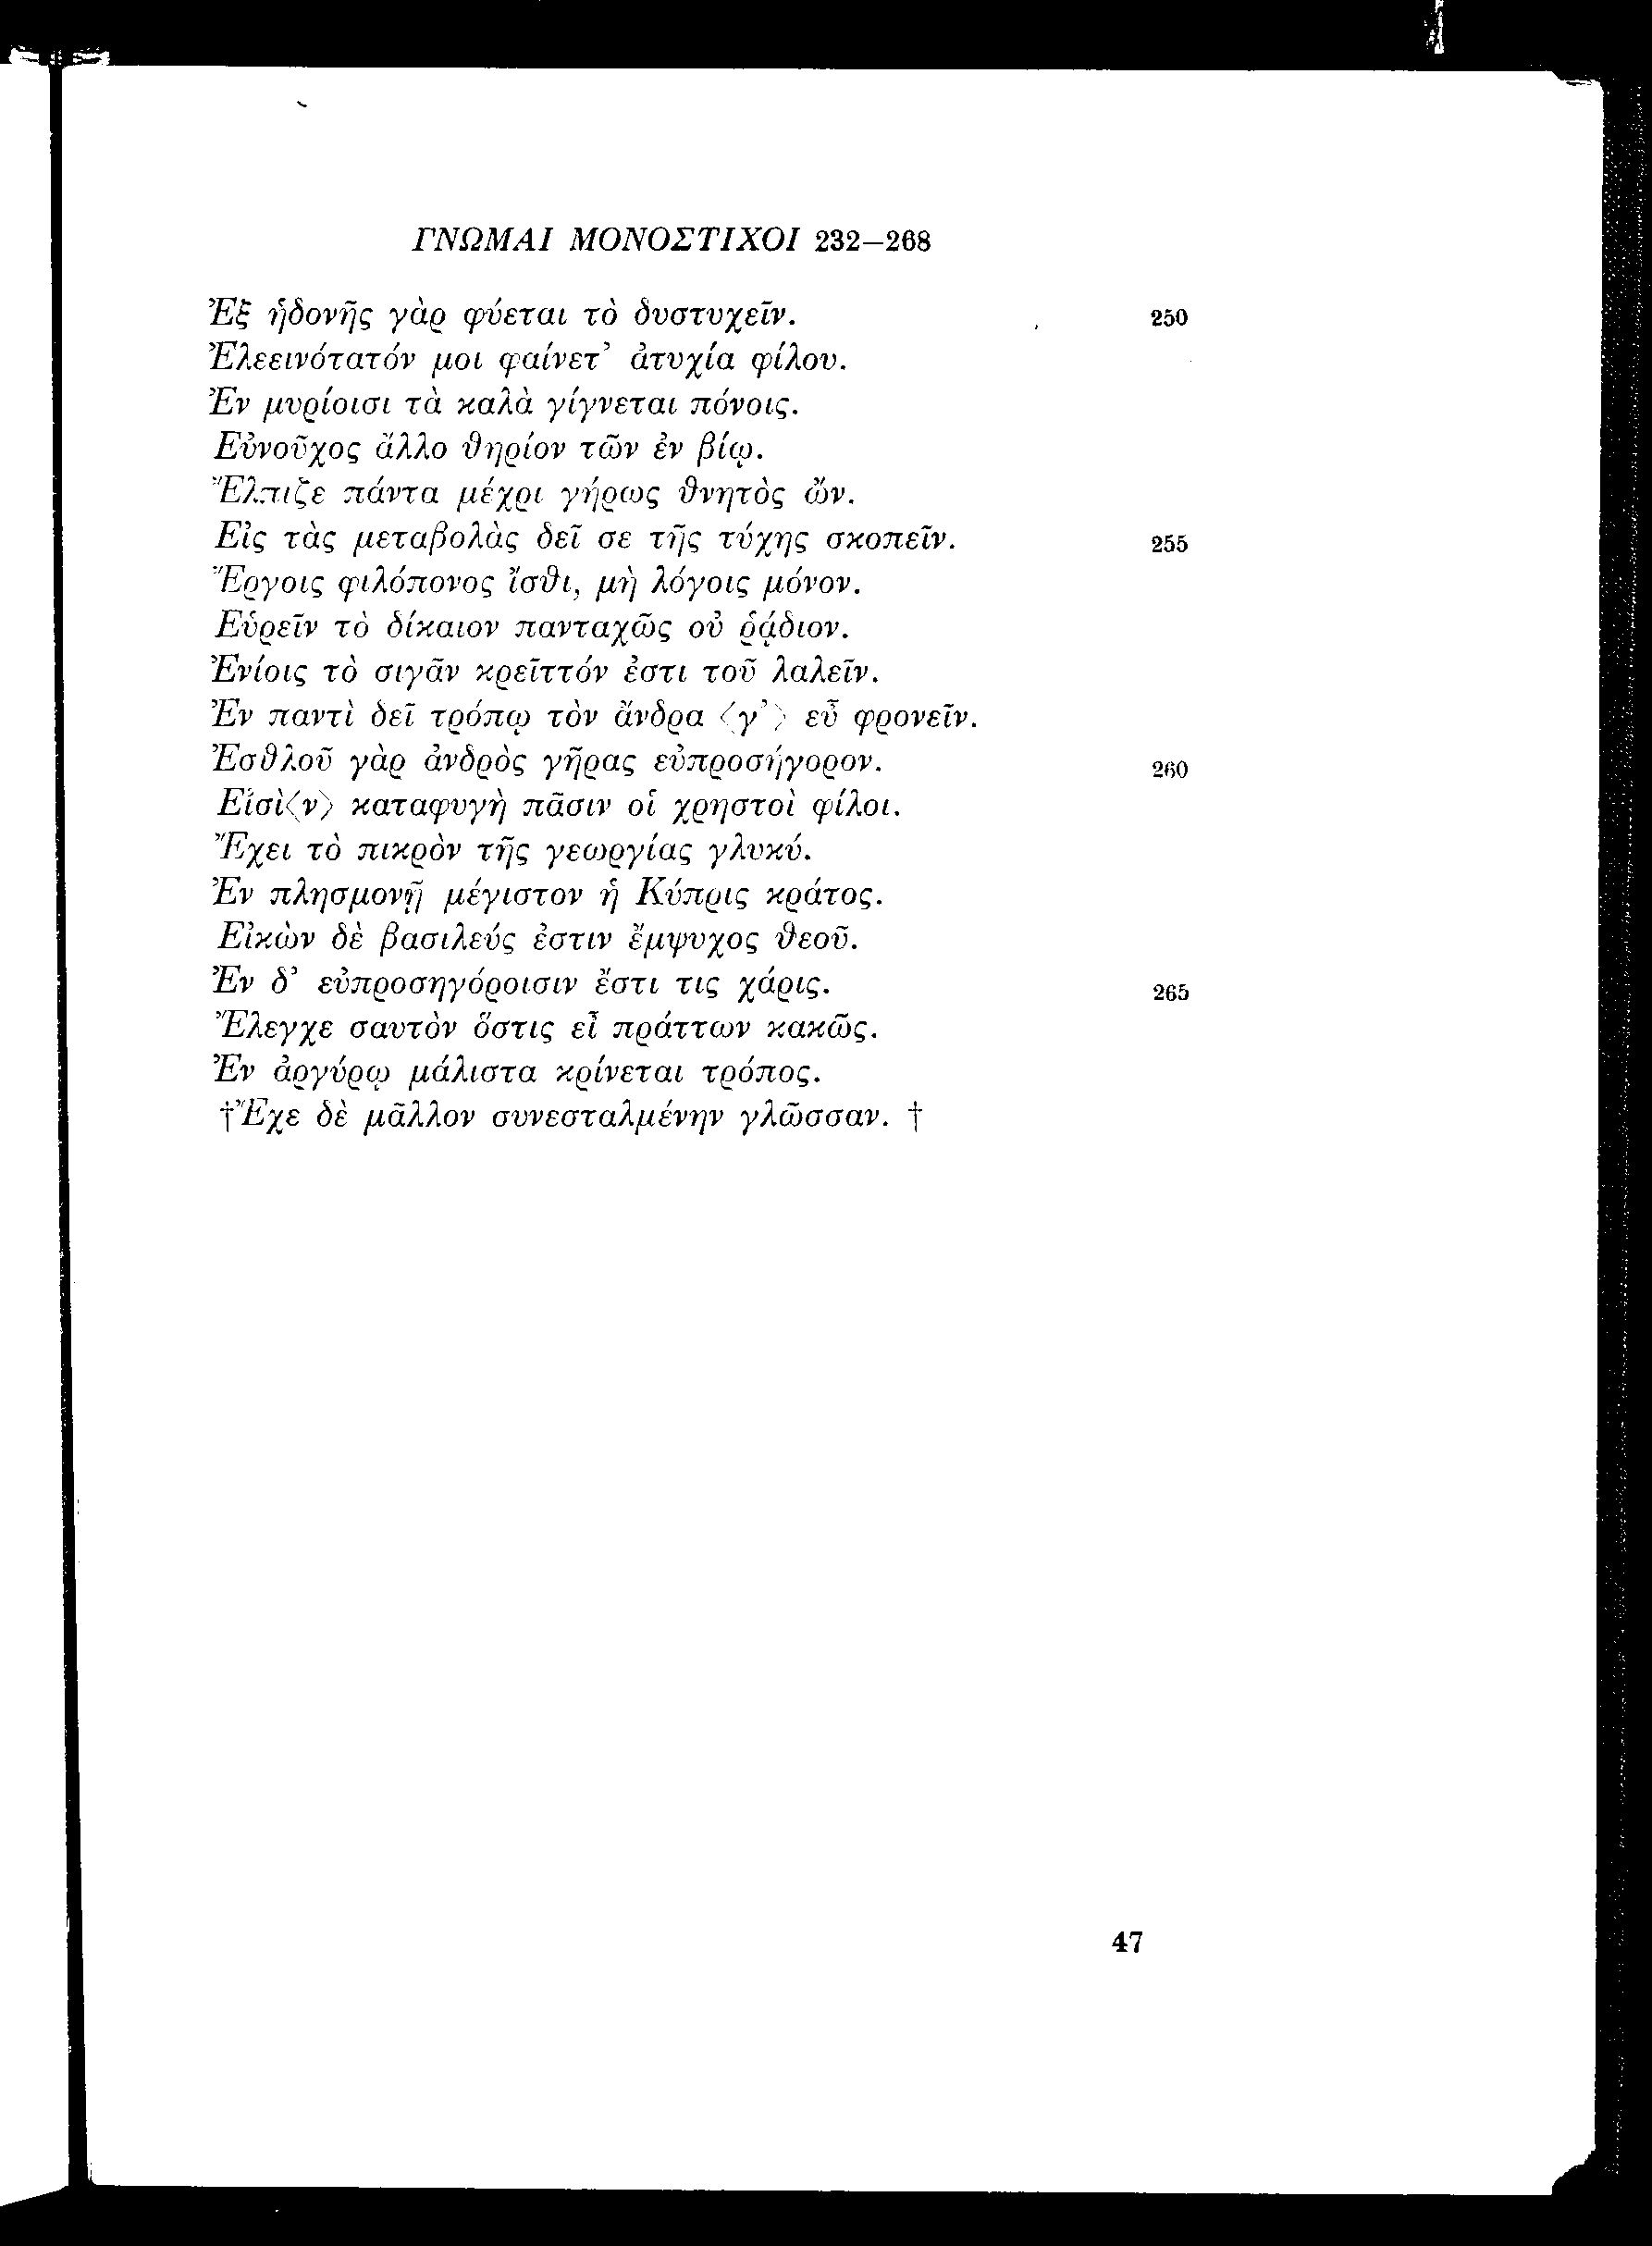 ΓΝΩΜΑΙ ΜΟΝΟΣΤΙΧΟΙ 232–268
Ἐξ ἡδονῆς γὰρ φύεται τὸ δυστυχεῖν. 250
Ἐλεεινότατόν μοι φαίνετ’ ἀτυχία φίλου.
Ἐν μυρίοισι τὰ καλὰ γίγνεται πόνοις.
Εὐνοῦχος ἄλλο θηρίον τῶν ἐν βίῳ.
Ἔλπιζε πάντα μέχρι γήρως θνητὸς ὤν.
Εἰς τὰς μεταβολὰς δεῖ σε τῆς τύχης σκοπεῖν. 255
Ἔργοις φιλόπονος ἴσθι, μὴ λόγοις μόνον.
Εὑρεῖν τὸ δίκαιον πανταχῶς οὐ ῥᾴδιον.
Ἐνίοις τὸ σιγᾶν κρεῖττόν ἐστι τοῦ λαλεῖν.
Ἐν παντὶ δεῖ τρόπῳ τὸν ἄνδρα ⟨γ’⟩ εὖ φρονεῖν.
Ἐσθλοῦ γὰρ ἀνδρὸς γῆρας εὐπροσήγορον. 260
Εἰσὶ⟨ν⟩ καταφυγὴ πᾶσιν οἱ χρηστοὶ φίλοι.
Ἔχει τὸ πικρὸν τῆς γεωργίας γλυκύ.
Ἐν πλησμονῇ μέγιστον ἡ Κύπρις κράτος.
Εἰκὼν δὲ βασιλεύς ἐστιν ἔμψυχος θεοῦ.
Ἐν δ’ εὐπροσηγόροισιν ἔστι τις χάρις. 265
Ἔλεγχε σαυτὸν ὅστις εἶ πράττων κακῶς.
Ἐν ἀργύρῳ μάλιστα κρίνεται τρόπος.
†Ἔχε δὲ μᾶλλον συνεσταλμένην γλῶσσαν. †
47